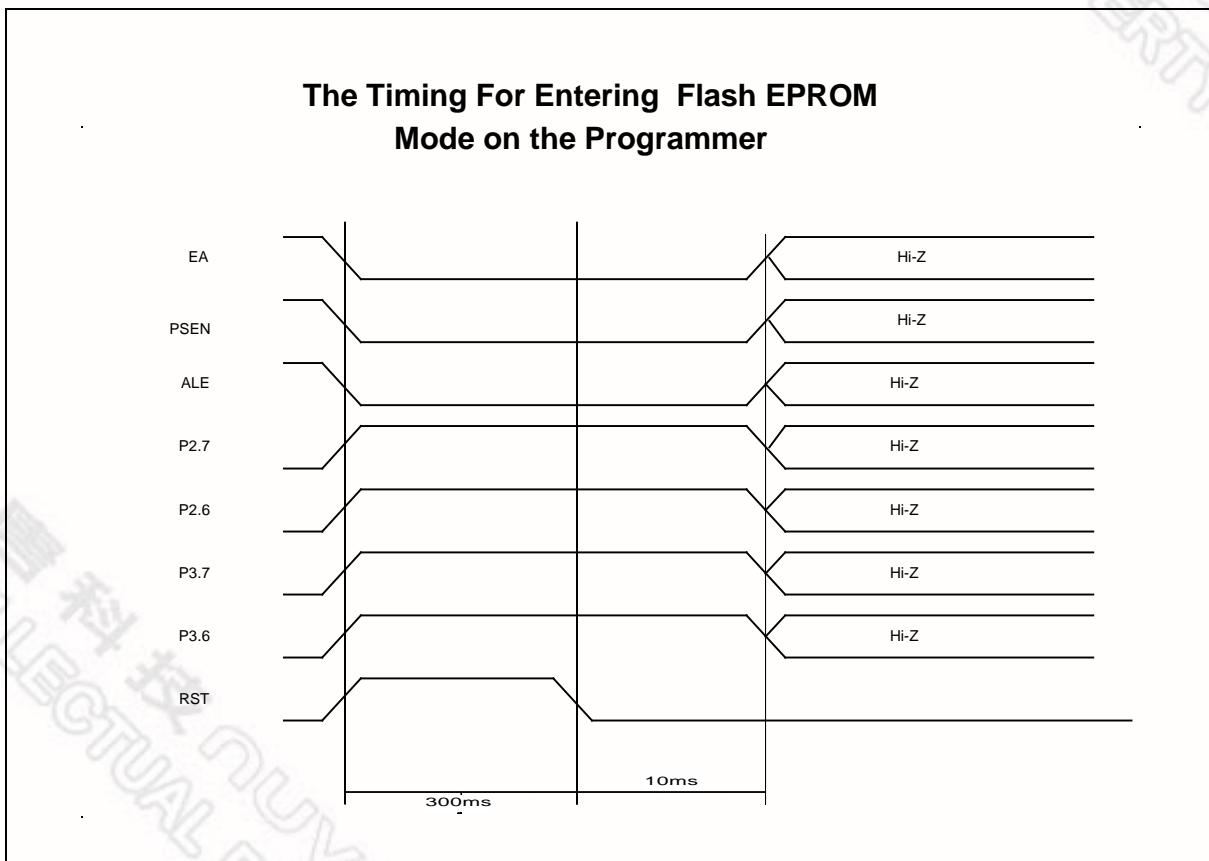 The Timing For Entering Flash EPROM
Mode on the Programmer
EA
Hi-Z
PSEN
Hi-Z
ALE
Hi-Z
P2.7
Hi-Z
P2.6
Hi-Z
P3.7
Hi-Z
P3.6
Hi-Z
RST
10ms
300ms